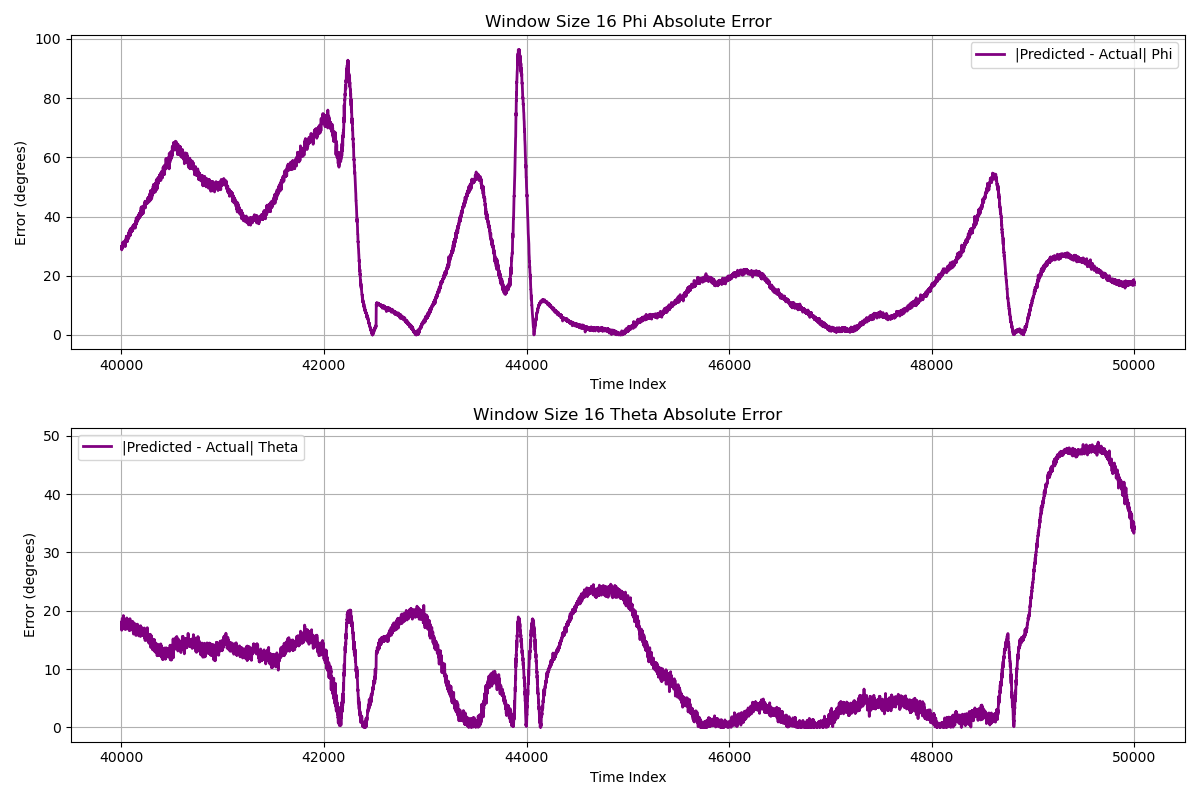 Window Size 16 Phi Absolute Error
|Predicted - Actual| Phi
Error (degrees)
100
80
60
40
20
0
40000 42000 44000 46000 48000 50000
Time Index
Window Size 16 Theta Absolute Error
|Predicted - Actual| Theta
Error (degrees)
50
40
30
20
10
0
40000 42000 44000 46000 48000 50000
Time Index